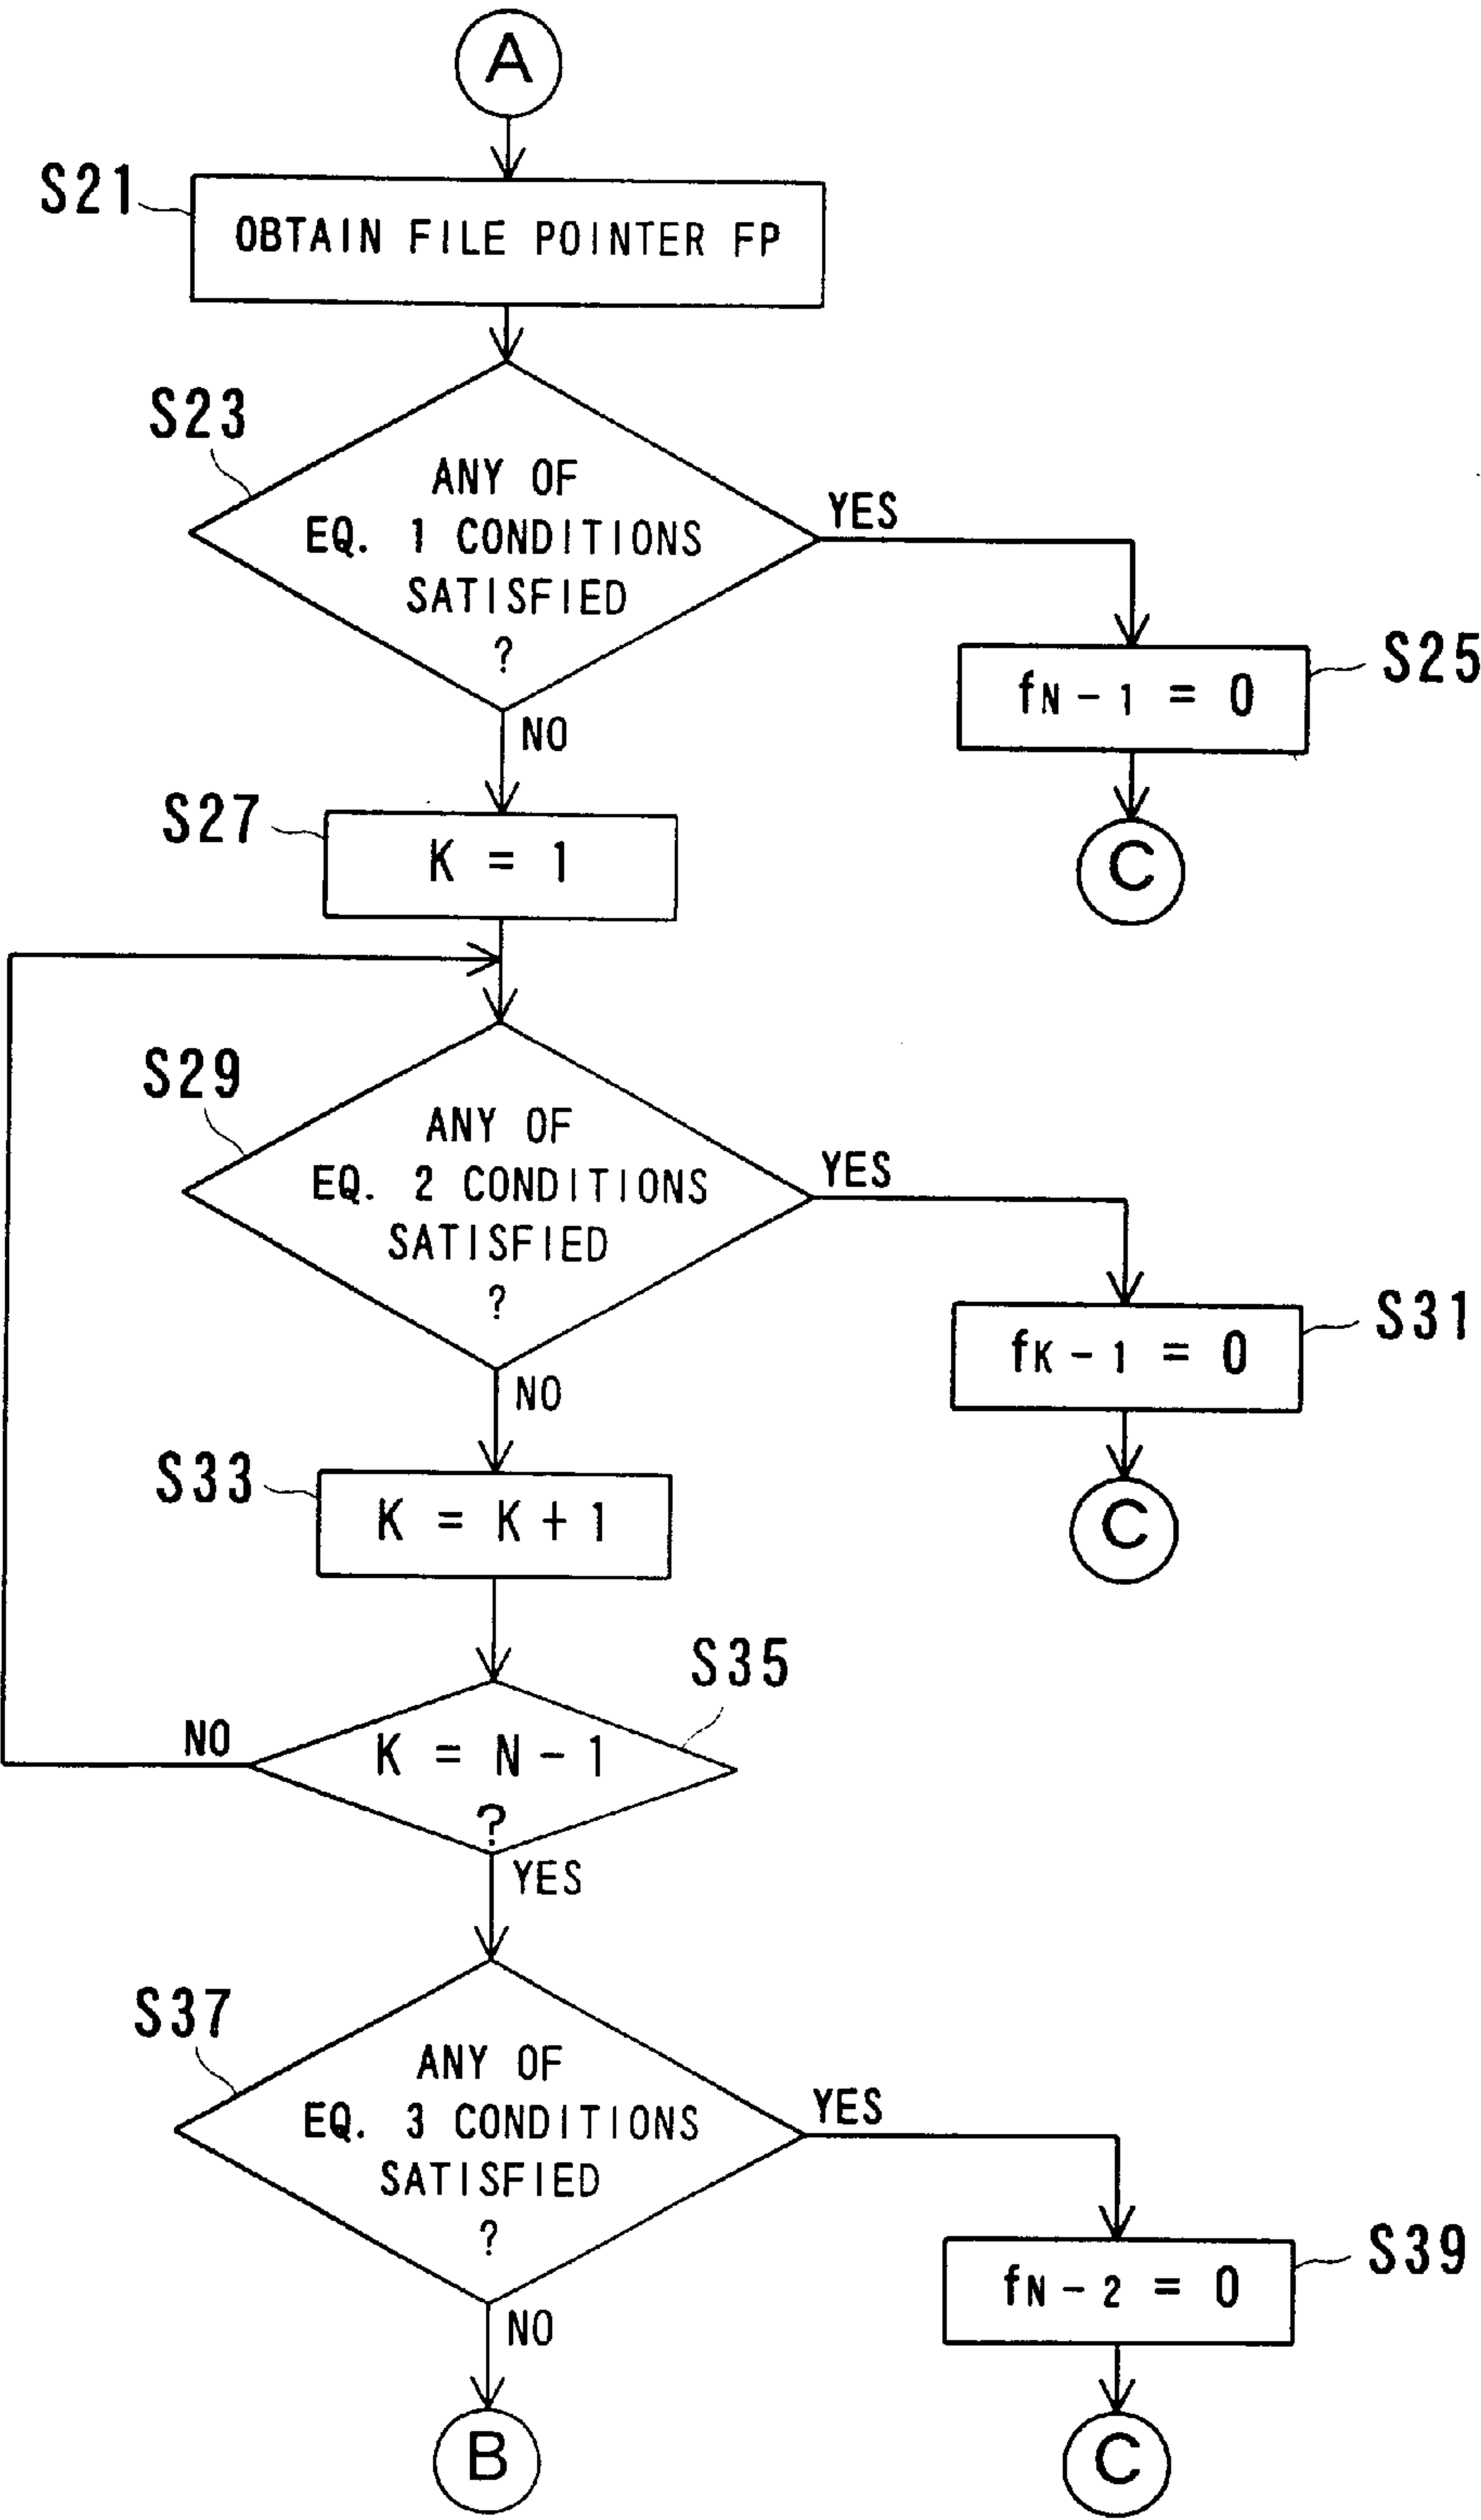 A
S21
OBTAIN FILE POINTER FP
S23
ANY OF
EQ. 1 CONDITIONS
SATISFIED
?
YES
S25
fN-1 = 0
NO
C
S27
K = 1
S29
ANY OF
EQ. 2 CONDITIONS
SATISFIED
?
YES
S31
fK-1 = 0
NO
C
S33
K = K+1
S35
NO
K = N-1
?
YES
S37
ANY OF
EQ. 3 CONDITIONS
SATISFIED
?
YES
S39
fN-2 = 0
NO
B
C